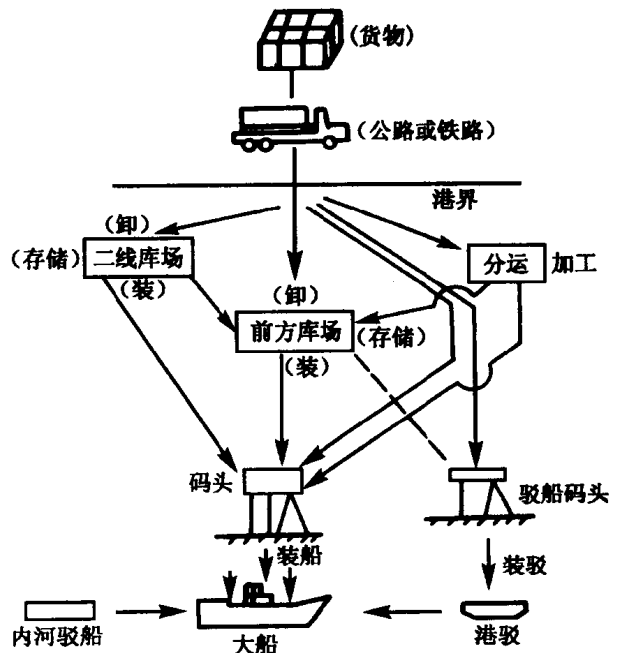 (货物)
(公路或铁路)
港界
(卸)
(存储)
二线库场
(装)
分运
加工
(卸)
前方库场
(存储)
(装)
码头
驳船码头
装船
装驳
内河驳船
大船
港驳